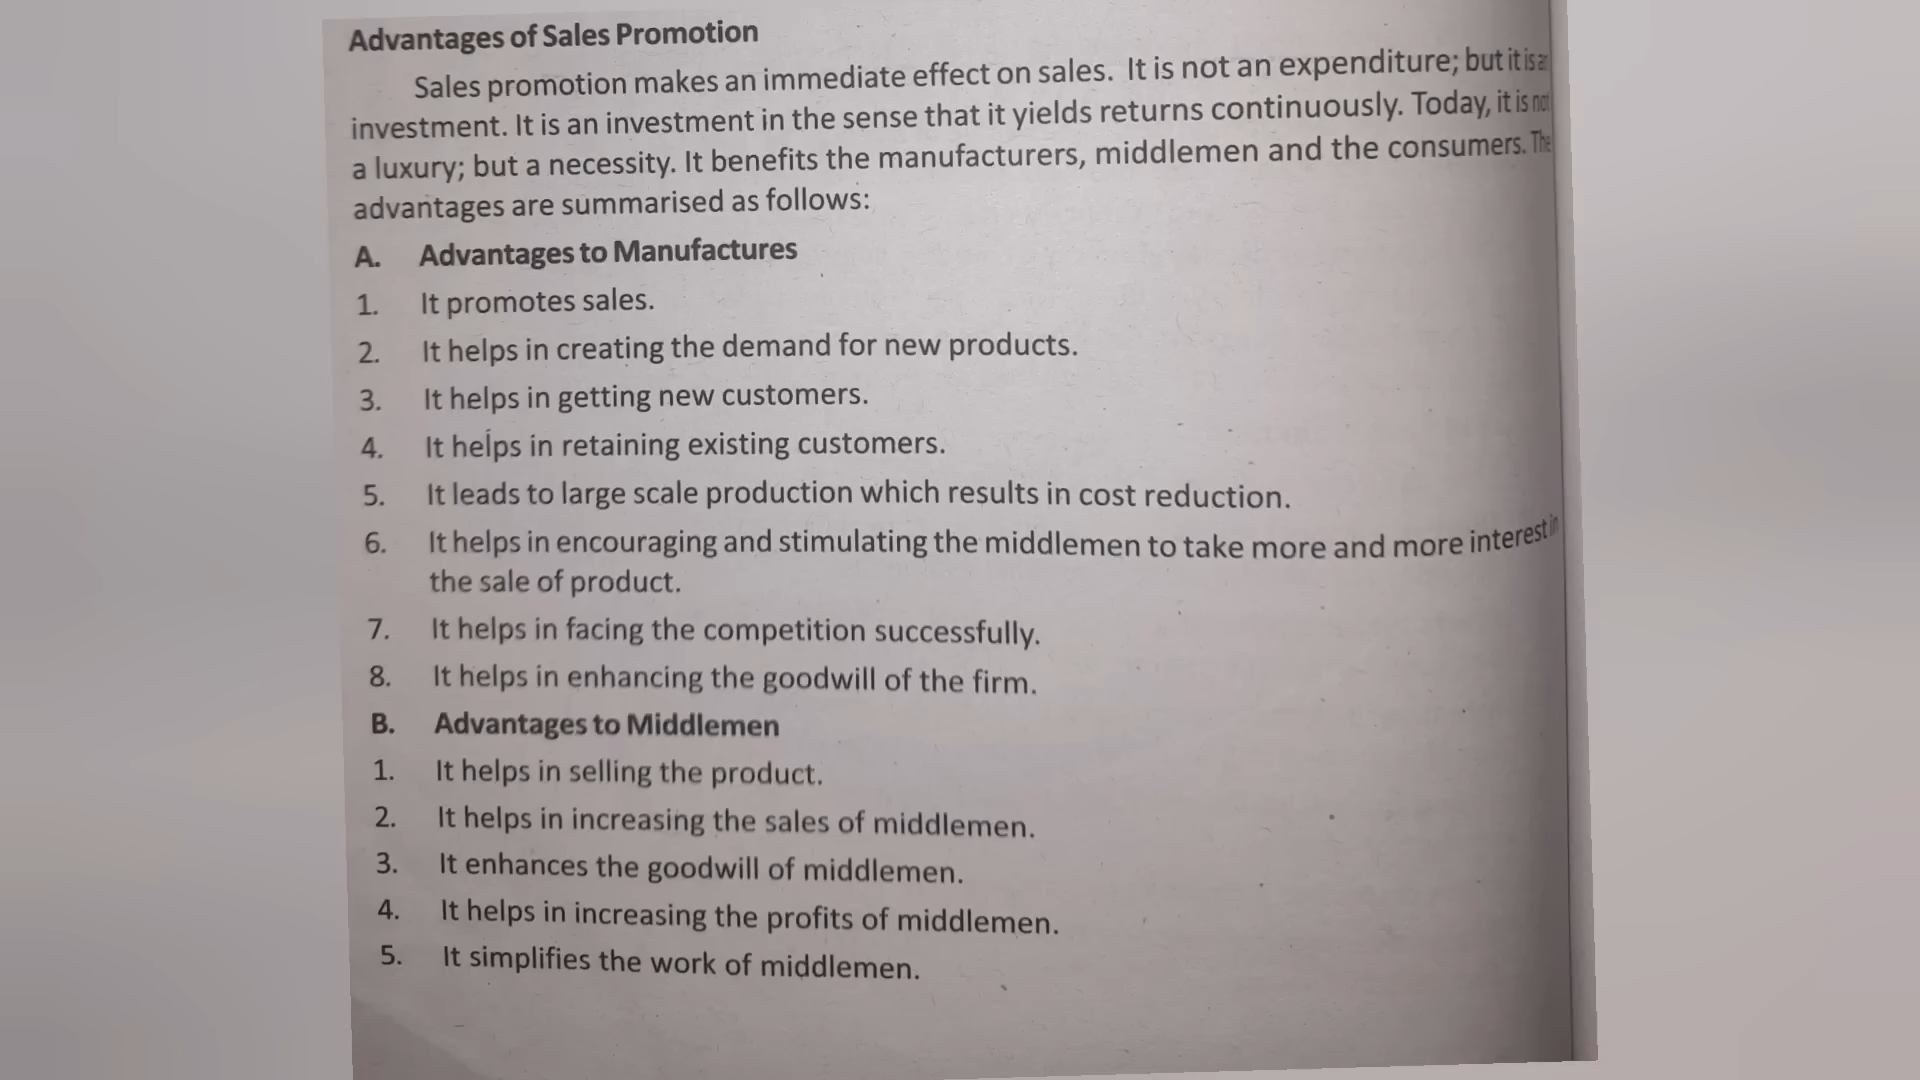 Advantages of Sales Promotion
Sales promotion makes an immediate effect on sales. It is not an expenditure; but it is a
investment. It is an investment in the sense that it yields returns continuously. Today, it is not
a luxury; but a necessity. It benefits the manufacturers, middlemen and the consumers. The
advantages are summarised as follows:
A. Advantages to Manufactures
1. It promotes sales.
2. It helps in creating the demand for new products.
3. It helps in getting new customers.
4. It helps in retaining existing customers.
5. It leads to large scale production which results in cost reduction.
6. It helps in encouraging and stimulating the middlemen to take more and more interest in
the sale of product.
7. It helps in facing the competition successfully.
8. It helps in enhancing the goodwill of the firm.
B. Advantages to Middlemen
1. It helps in selling the product.
2. It helps in increasing the sales of middlemen.
3. It enhances the goodwill of middlemen.
4. It helps in increasing the profits of middlemen.
5. It simplifies the work of middlemen.